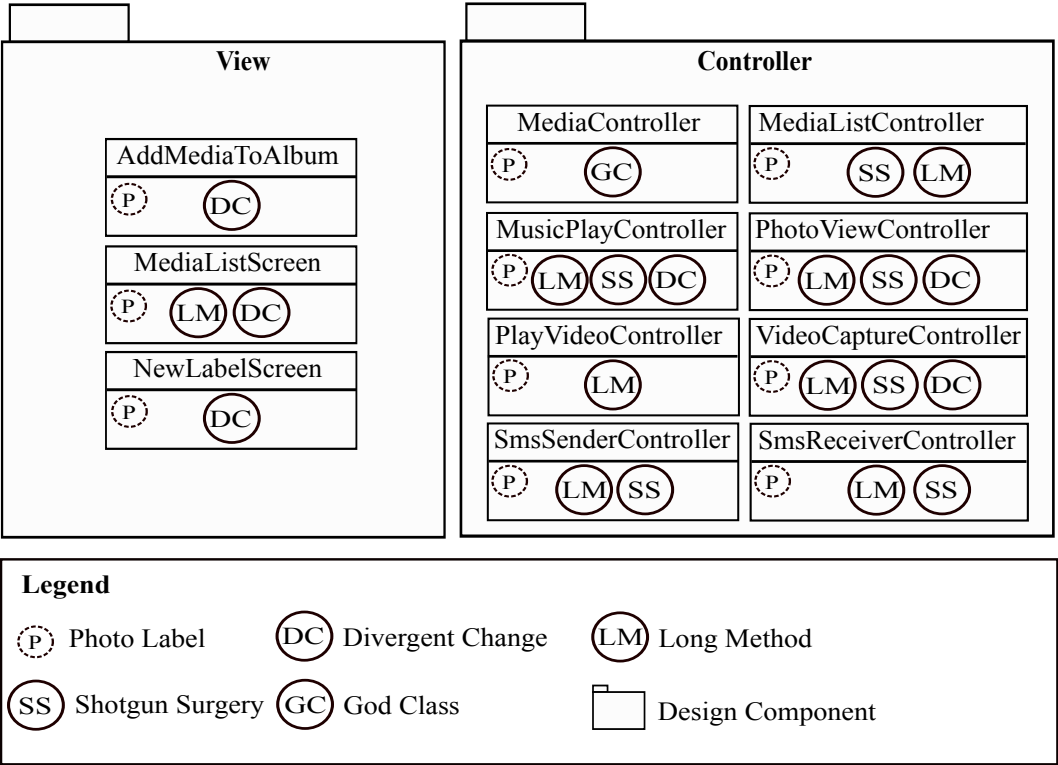 View
AddMediaToAlbum
P DC
MediaListScreen
P LM DC
NewLabelScreen
P DC
Controller
MediaController
P GC
MediaListController
P SS LM
MusicPlayController
P LM SS DC
PhotoViewController
P LM SS DC
PlayVideoController
P LM
VideoCaptureController
P LM SS DC
SmsSenderController
P LM SS
SmsReceiverController
P LM SS
Legend
P Photo Label
DC Divergent Change
LM Long Method
SS Shotgun Surgery
GC God Class
Design Component